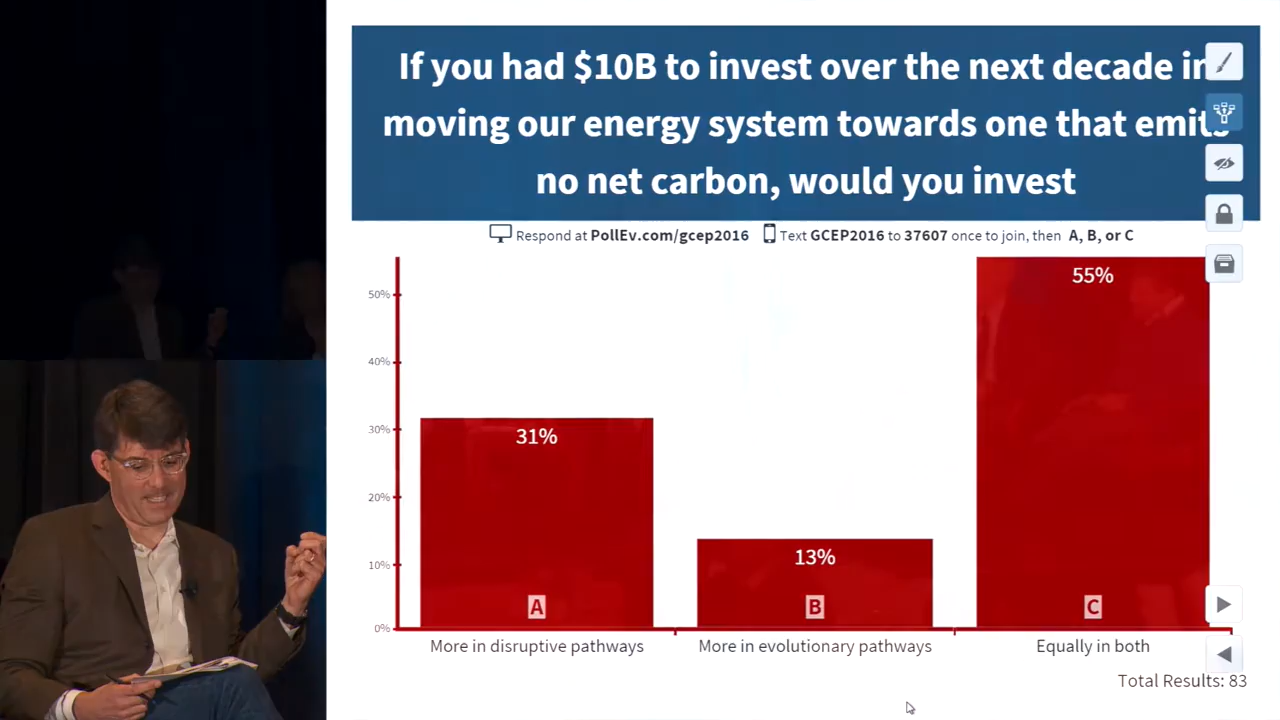 If you had $10B to invest over the next decade in
moving our energy system towards one that emits
no net carbon, would you invest
Respond at PollEv.com/gcep2016 Text GCEP2016 to 37607 once to join, then A, B, or C
50%
40%
30%
20%
10%
0%
31%
13%
55%
A
B
C
More in disruptive pathways
More in evolutionary pathways
Equally in both
Total Results: 83